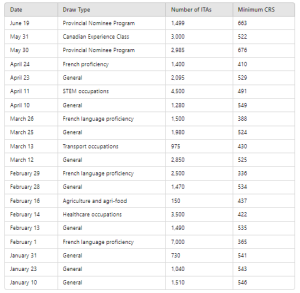 Date Draw Type Number of ITAs Minimum CRS
June 19 Provincial Nominee Program 1,499 663
May 31 Canadian Experience Class 3,000 522
May 30 Provincial Nominee Program 2,985 676
April 24 French proficiency 1,400 410
April 23 General 2,095 529
April 11 STEM occupations 4,500 491
April 10 General 1,280 549
March 26 French language proficiency 1,500 388
March 25 General 1,980 524
March 13 Transport occupations 975 430
March 12 General 2,850 525
February 29 French language proficiency 2,500 336
February 28 General 1,470 534
February 16 Agriculture and agri-food 150 437
February 14 Healthcare occupations 3,500 422
February 13 General 1,490 535
February 1 French language proficiency 7,000 365
January 31 General 730 541
January 23 General 1,040 543
January 10 General 1,510 546